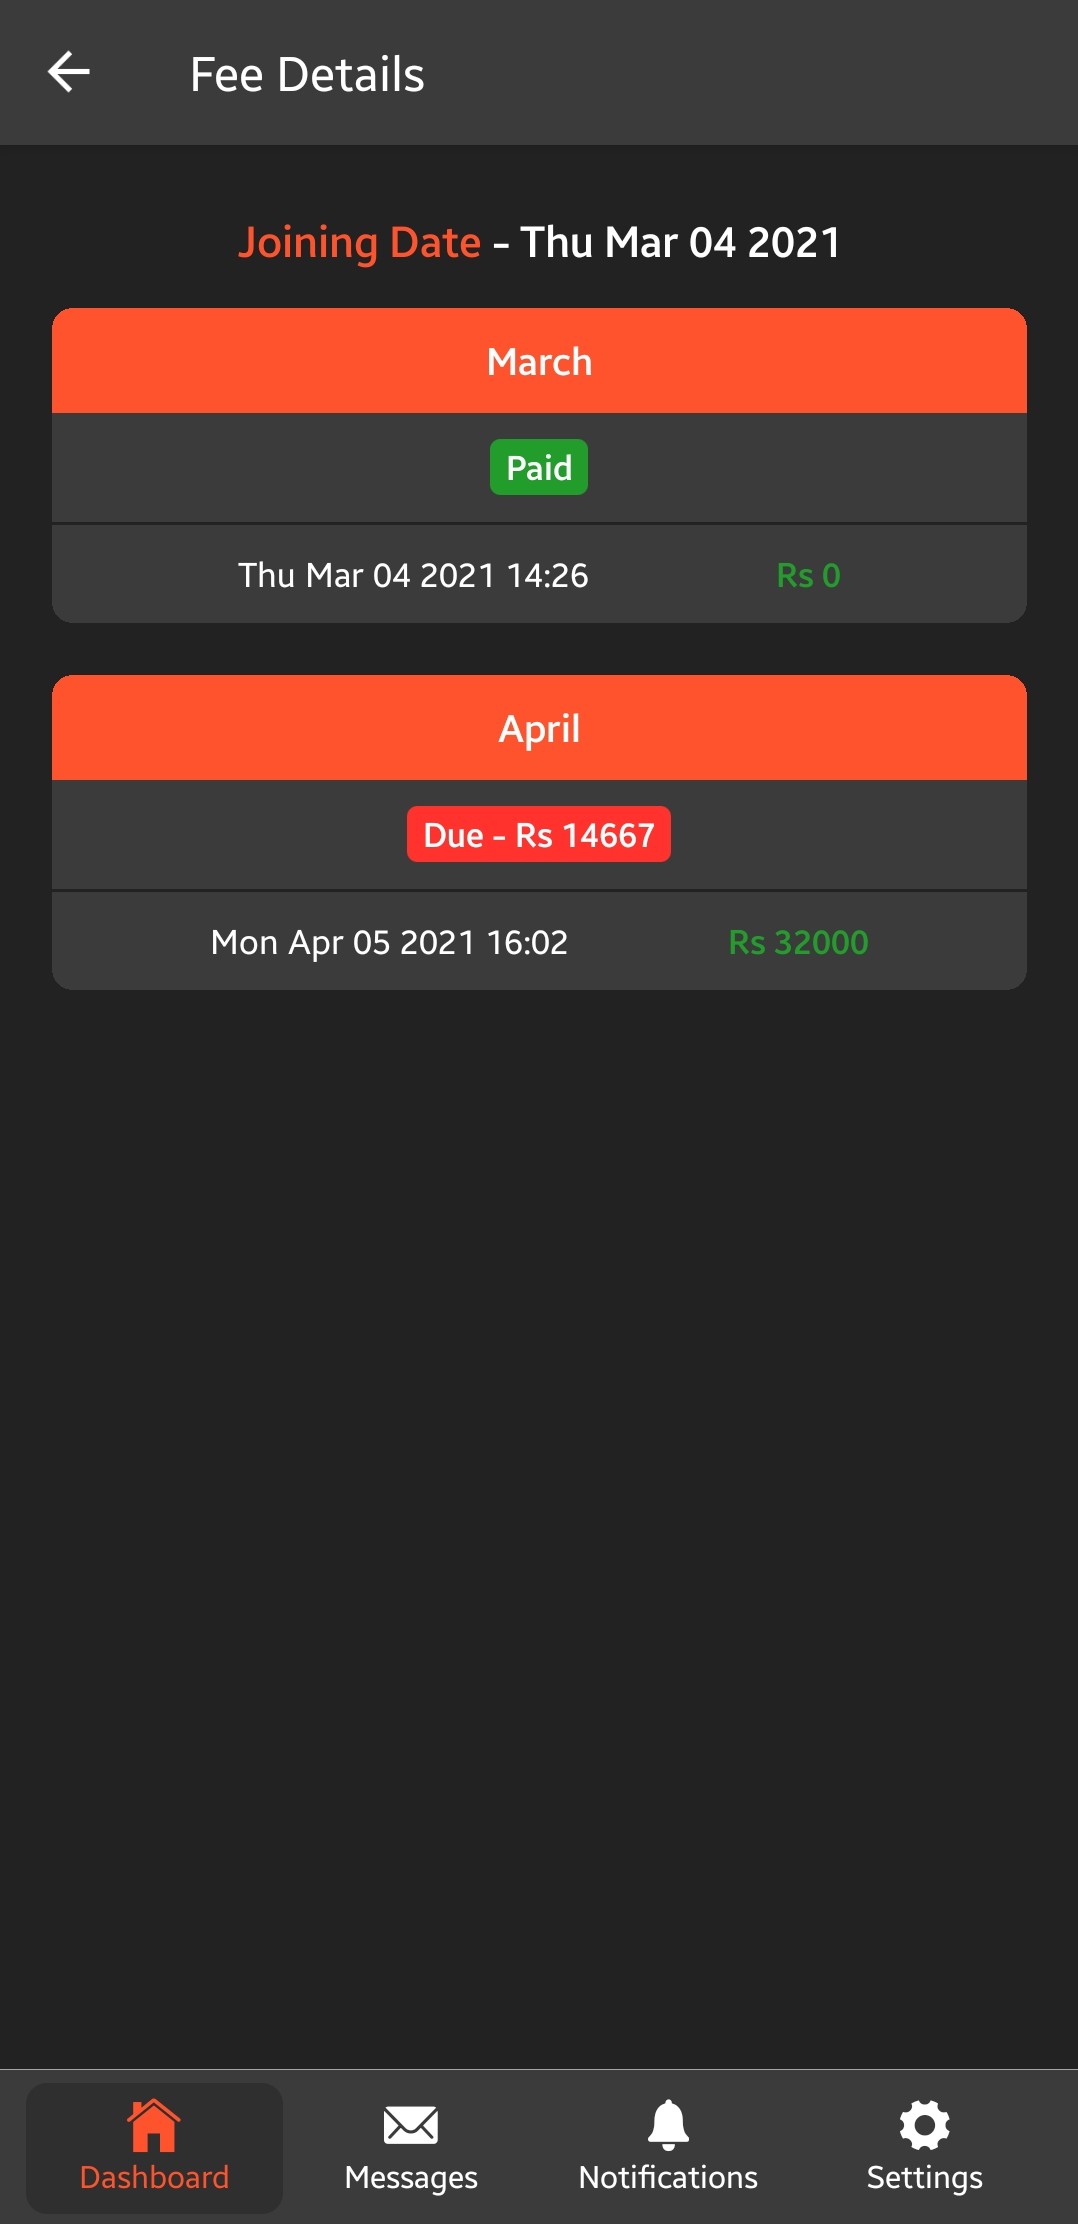 Fee Details
Joining Date - Thu Mar 04 2021
March
Paid
Thu Mar 04 2021 14:26 Rs 0
April
Due - Rs 14667
Mon Apr 05 2021 16:02 Rs 32000
Dashboard Messages Notifications Settings